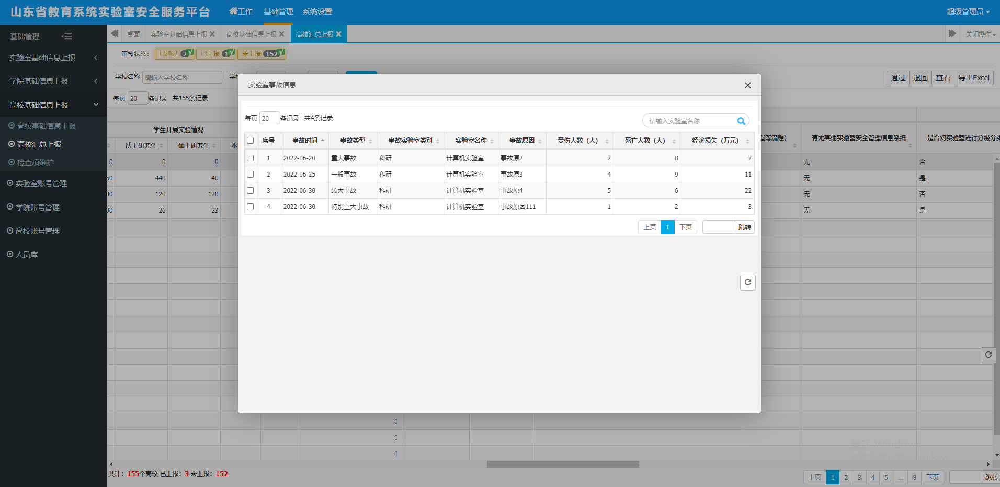 山东省教育系统实验室安全服务平台
工作 基础管理 系统设置 超级管理员
基础管理
实验室基础信息上报
学院基础信息上报
高校基础信息上报
高校基础信息上报
高校汇总上报
检查项维护
实验室账号管理
学院账号管理
高校账号管理
人员库
桌面 实验室基础信息上报 高校基础信息上报 高校汇总上报 关闭操作
审核状态： 已通过 2 已上报 1 未上报 152
学校名称 请输入学校名称 学校
通过 退回 查看 导出Excel
每页 20 条记录 共155条记录
学生开展实验情况
博士研究生 硕士研究生 本
置等流程) 有无其他实验室安全管理信息系统 是否对实验室进行分级分类
0 0 0 无 否
60 440 40 无 是
80 120 120 无 否
90 26 23 无 是
实验室事故信息
每页 20 条记录 共4条记录
请输入实验室名称
序号 事故时间 事故类型 事故实验室类别 实验室名称 事故原因 受伤人数（人） 死亡人数（人） 经济损失（万元）
1 2022-06-20 重大事故 科研 计算机实验室 事故原2 2 8 7
2 2022-06-25 一般事故 科研 计算机实验室 事故原3 4 9 11
3 2022-06-30 较大事故 科研 计算机实验室 事故原4 5 6 22
4 2022-06-30 特别重大事故 科研 计算机实验室 事故原因111 1 2 3
上页 1 下页 跳转
0
0
0
激活 Windows
共计：155个高校 已上报：3 未上报：152
上页 1 2 3 4 5 ... 8 下页 跳转